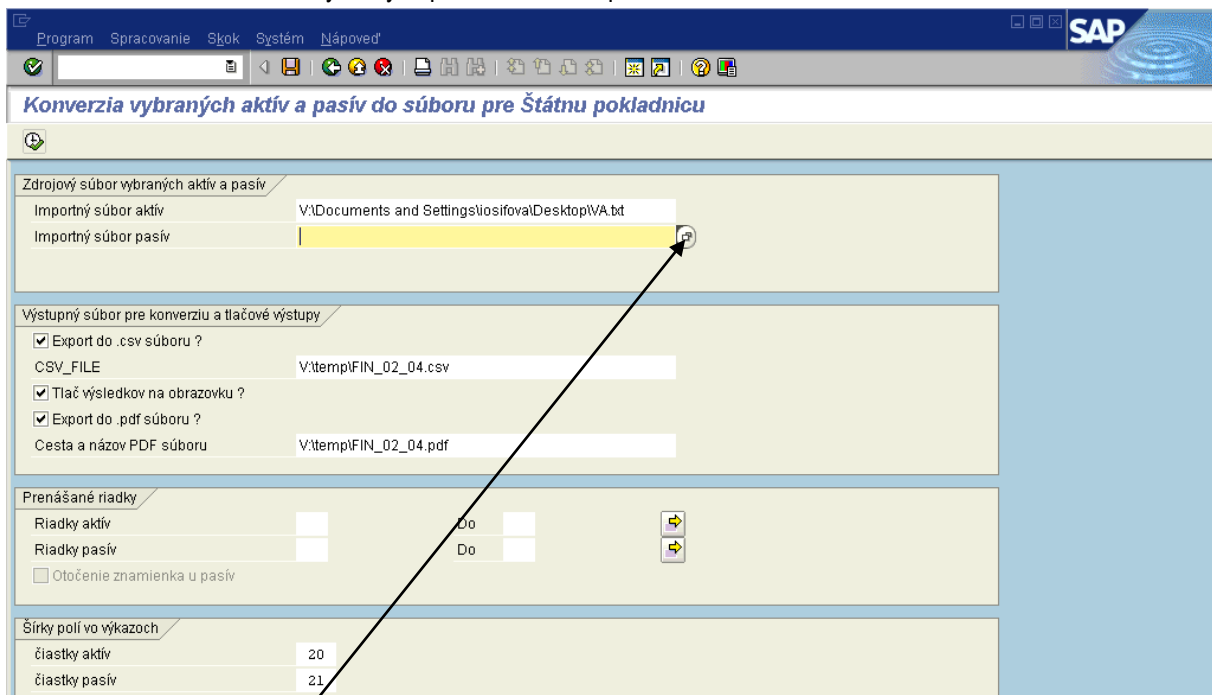 Program Spracovanie Skok Systém Nápoveď
SAP
Konverzia vybraných aktív a pasív do súboru pre Štátnu pokladnicu
Zdrojový súbor vybraných aktív a pasív
Importný súbor aktív V:\Documents and Settings\iosifova\Desktop\VA.txt
Importný súbor pasív
Výstupný súbor pre konverziu a tlačové výstupy
Export do .csv súboru ?
CSV_FILE V:\temp\FIN_02_04.csv
Tlač výsledkov na obrazovku ?
Export do .pdf súboru ?
Cesta a názov PDF súboru V:\temp\FIN_02_04.pdf
Prenášané riadky
Riadky aktív Do
Riadky pasív Do
Otočenie znamienka u pasív
Šírky polí vo výkazoch
čiastky aktív 20
čiastky pasív 21